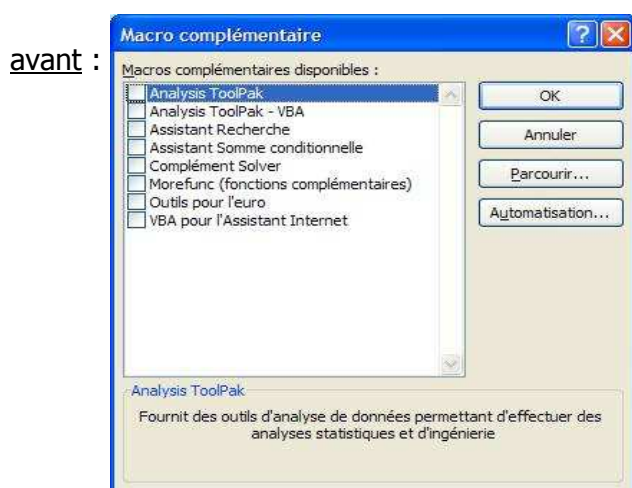 avant :
Macro complémentaire
Macros complémentaires disponibles :
Analysis ToolPak
Analysis ToolPak - VBA
Assistant Recherche
Assistant Somme conditionnelle
Complément Solver
Morefunc (fonctions complémentaires)
Outils pour l'euro
VBA pour l'Assistant Internet
OK
Annuler
Parcourir...
Automatisation...
Analysis ToolPak
Fournit des outils d'analyse de données permettant d'effectuer des
analyses statistiques et d'ingénierie